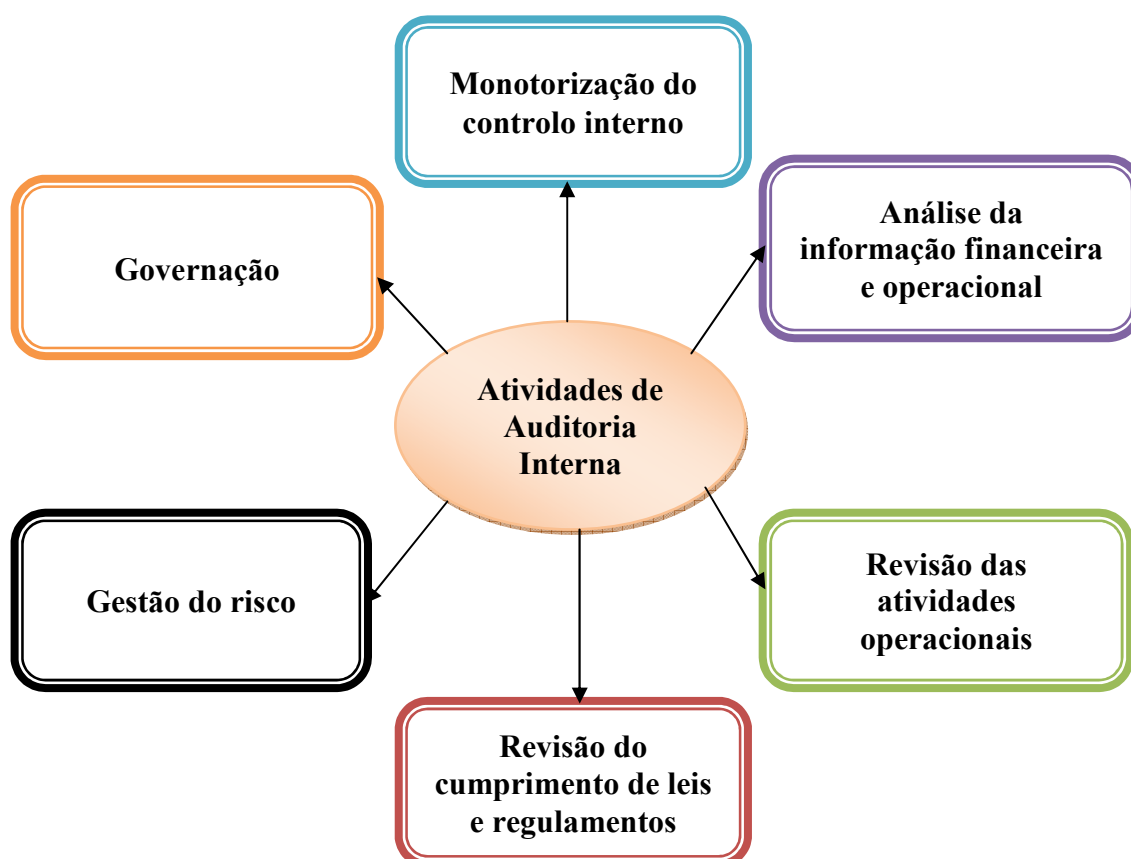 Monotorização do
controlo interno
Governação
Análise da
informação financeira
e operacional
Atividades de
Auditoria
Interna
Gestão do risco
Revisão das
atividades
operacionais
Revisão do
cumprimento de leis
e regulamentos